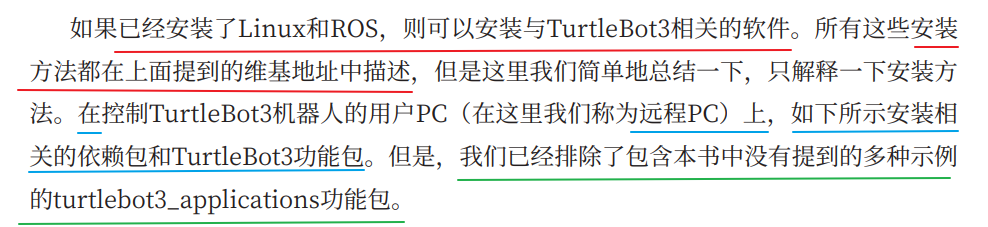 如果已经安装了Linux和ROS，则可以安装与TurtleBot3相关的软件。所有这些安装
方法都在上面提到的维基地址中描述，但是这里我们简单地总结一下，只解释一下安装方
法。在控制TurtleBot3机器人的用户PC（在这里我们称为远程PC）上，如下所示安装相
关的依赖包和TurtleBot3功能包。但是，我们已经排除了包含本书中没有提到的多种示例
的turtlebot3_applications功能包。